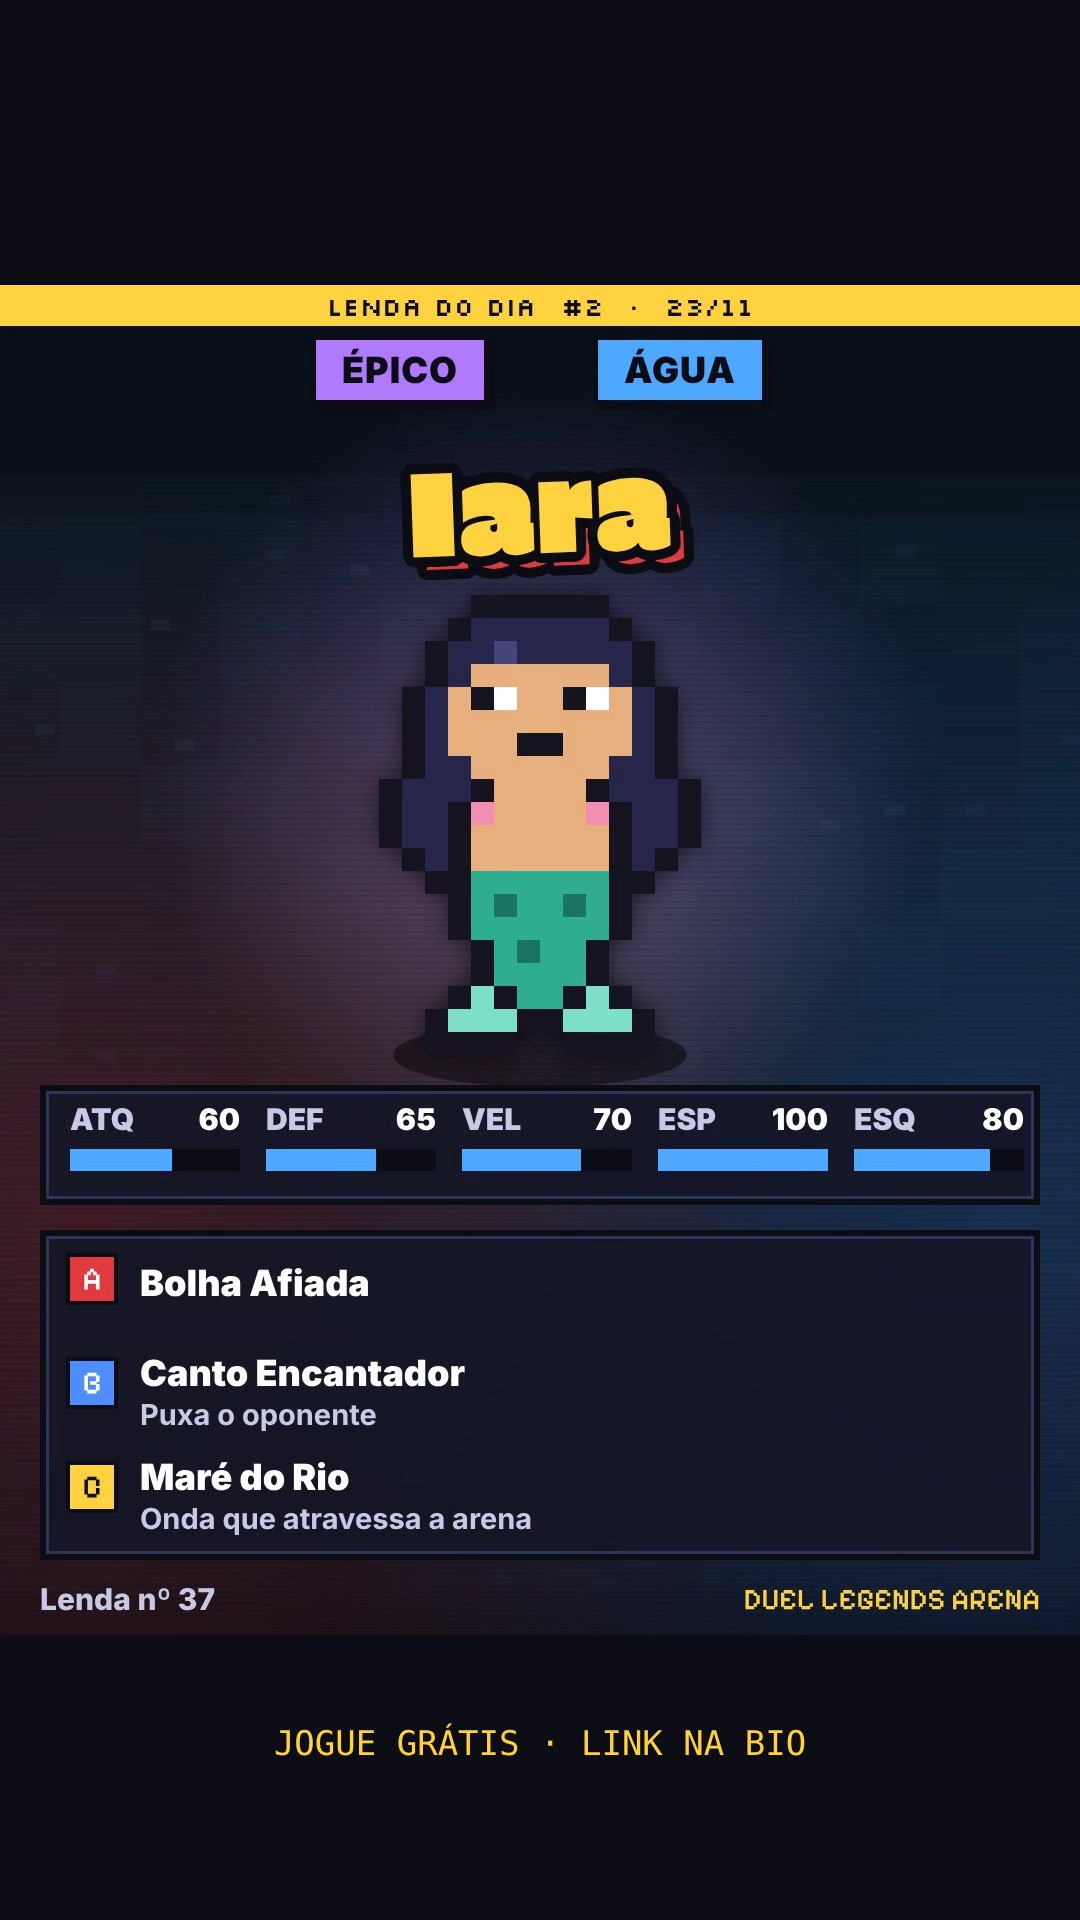 LENDA DO DIA #2 · 23/11
ÉPICO ÁGUA
Iara
ATQ 60 DEF 65 VEL 70 ESP 100 ESQ 80
A Bolha Afiada
B Canto Encantador
Puxa o oponente
C Maré do Rio
Onda que atravessa a arena
Lenda nº 37 DUEL LEGENDS ARENA
JOGUE GRÁTIS · LINK NA BIO